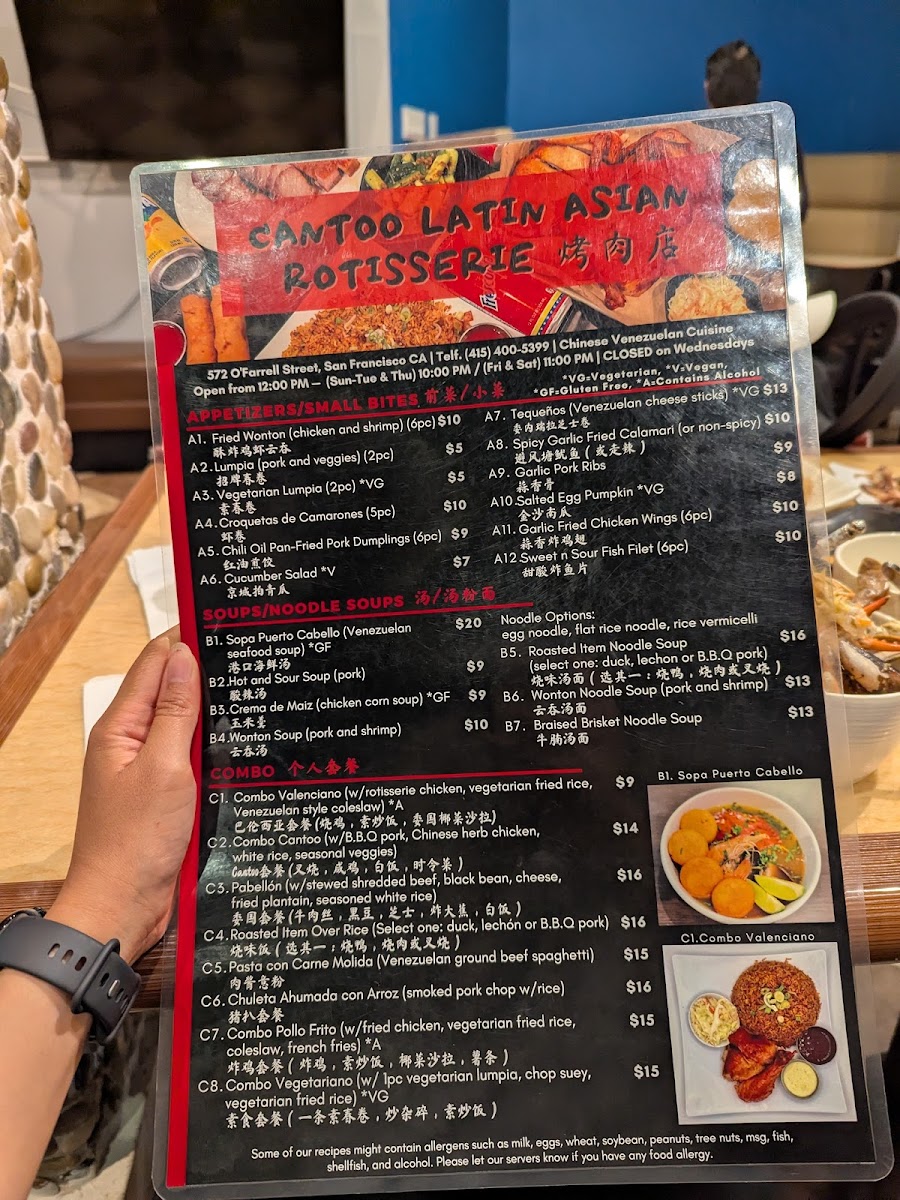 CANTOO LATIN ASIAN
ROTISSERIE 烤肉店
572 O'Farrell Street, San Francisco CA | Telf. (415) 400-5399 | Chinese Venezuelan Cuisine
Open from 12:00 PM — (Sun-Tue & Thu) 10:00 PM / (Fri & Sat) 11:00 PM | CLOSED on Wednesdays
*VG-Vegetarian, *V-Vegan,
*GF-Gluten Free, *A-Contains Alcohol
APPETIZERS/SMALL BITES 前菜/小菜
A1. Fried Wonton (chicken and shrimp) (6pc) $10
酥炸鸡虾云吞
A2. Lumpia (pork and veggies) (2pc) $5
招牌春卷
A3. Vegetarian Lumpia (2pc) *VG $5
素春卷
A4. Croquetas de Camarones (5pc) $10
虾卷
A5. Chili Oil Pan-Fried Pork Dumplings (6pc) $9
红油煎饺
A6. Cucumber Salad *V $7
京城拍青瓜
A7. Tequeños (Venezuelan cheese sticks) *VG $13
委内瑞拉芝士卷
A8. Spicy Garlic Fried Calamari (or non-spicy) $10
避风塘鱿鱼 ( 或走辣 )
A9. Garlic Pork Ribs $9
蒜香骨
A10. Salted Egg Pumpkin *VG $8
金沙南瓜
A11. Garlic Fried Chicken Wings (6pc) $10
蒜香炸鸡翅
A12 Sweet n Sour Fish Filet (6pc) $10
甜酸炸鱼片
SOUPS/NOODLE SOUPS 汤/汤粉面
B1. Sopa Puerto Cabello (Venezuelan $20
seafood soup) *GF
港口海鲜汤
B2. Hot and Sour Soup (pork) $9
酸辣汤
B3. Crema de Maiz (chicken corn soup) *GF $9
玉米羹
B4. Wonton Soup (pork and shrimp) $10
云吞汤
Noodle Options:
egg noodle, flat rice noodle, rice vermicelli
B5. Roasted Item Noodle Soup $16
(select one: duck, lechon or B.B.Q pork)
烧味汤面 ( 选其一 : 烧鸭 , 烧肉或叉烧 )
B6. Wonton Noodle Soup (pork and shrimp) $13
云吞汤面
B7. Braised Brisket Noodle Soup $13
牛腩汤面
COMBO 个人套餐
C1. Combo Valenciano (w/rotisserie chicken, vegetarian fried rice, $9
Venezuelan style coleslaw) *A
巴伦西亚套餐 (烧鸡 , 素炒饭 , 委国椰菜沙拉)
C2. Combo Cantoo (w/B.B.Q pork, Chinese herb chicken, $14
white rice, seasonal veggies)
Cantoo套餐 (叉烧 , 咸鸡 , 白饭 , 时令菜 )
C3. Pabellón (w/stewed shredded beef, black bean, cheese, $16
fried plantain, seasoned white rice)
委国套餐 (牛肉丝 , 黑豆 , 芝士 , 炸大蕉 , 白饭 )
C4. Roasted Item Over Rice (Select one: duck, lechón or B.B.Q pork) $16
烧味饭 ( 选其一 : 烧鸭 , 烧肉或叉烧 )
C5. Pasta con Carne Molida (Venezuelan ground beef spaghetti) $15
肉酱意粉
C6. Chuleta Ahumada con Arroz (smoked pork chop w/rice) $16
猪扒套餐
C7. Combo Pollo Frito (w/fried chicken, vegetarian fried rice, $15
coleslaw, french fries) *A
炸鸡套餐 ( 炸鸡 , 素炒饭 , 椰菜沙拉 , 薯条 )
C8. Combo Vegetariano (w/ 1pc vegetarian lumpia, chop suey, $15
vegetarian fried rice) *VG
素食套餐 ( 一条素春卷 , 炒杂碎 , 素炒饭 )
B1. Sopa Puerto Cabello
C1.Combo Valenciano
Some of our recipes might contain allergens such as milk, eggs, wheat, soybean, peanuts, tree nuts, msg, fish,
shellfish, and alcohol. Please let our servers know if you have any food allergy.